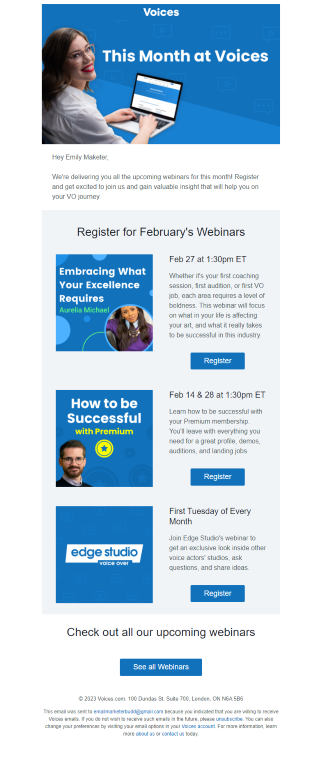 Voices
This Month at Voices
Hey Emily Maketer,
We're delivering you all the upcoming webinars for this month! Register
and get excited to join us and gain valuable insight that will help you on
your VO journey
Register for February's Webinars
Embracing What
Your Excellence
Requires
Aurelia Michael
Feb 27 at 1:30pm ET
Whether it's your first coaching
session, first audition, or first VO
job, each area requires a level of
boldness. This webinar will focus
on what in your life is affecting
your art, and what it really takes
to be successful in this industry.
Register
How to be
Successful
with Premium
Feb 14 & 28 at 1:30pm ET
Learn how to be successful with
your Premium membership.
You'll leave with everything you
need for a great profile, demos,
auditions, and landing jobs.
Register
edge studio
voice over
First Tuesday of Every
Month
Join Edge Studio's webinar to
get an exclusive look inside other
voice actors' studios, ask
questions, and share ideas.
Register
Check out all our upcoming webinars
See all Webinars
© 2023 Voices.com. 100 Dundas St. Suite 700, London, ON N6A 5B6
This email was sent to emailmarketerbudd@gmail.com because you indicated that you are willing to receive
Voices emails. If you do not wish to receive such emails in the future, please unsubscribe. You can also
change your preferences by visiting your email options in your Voices account. For more information, learn
more about us or contact us today.